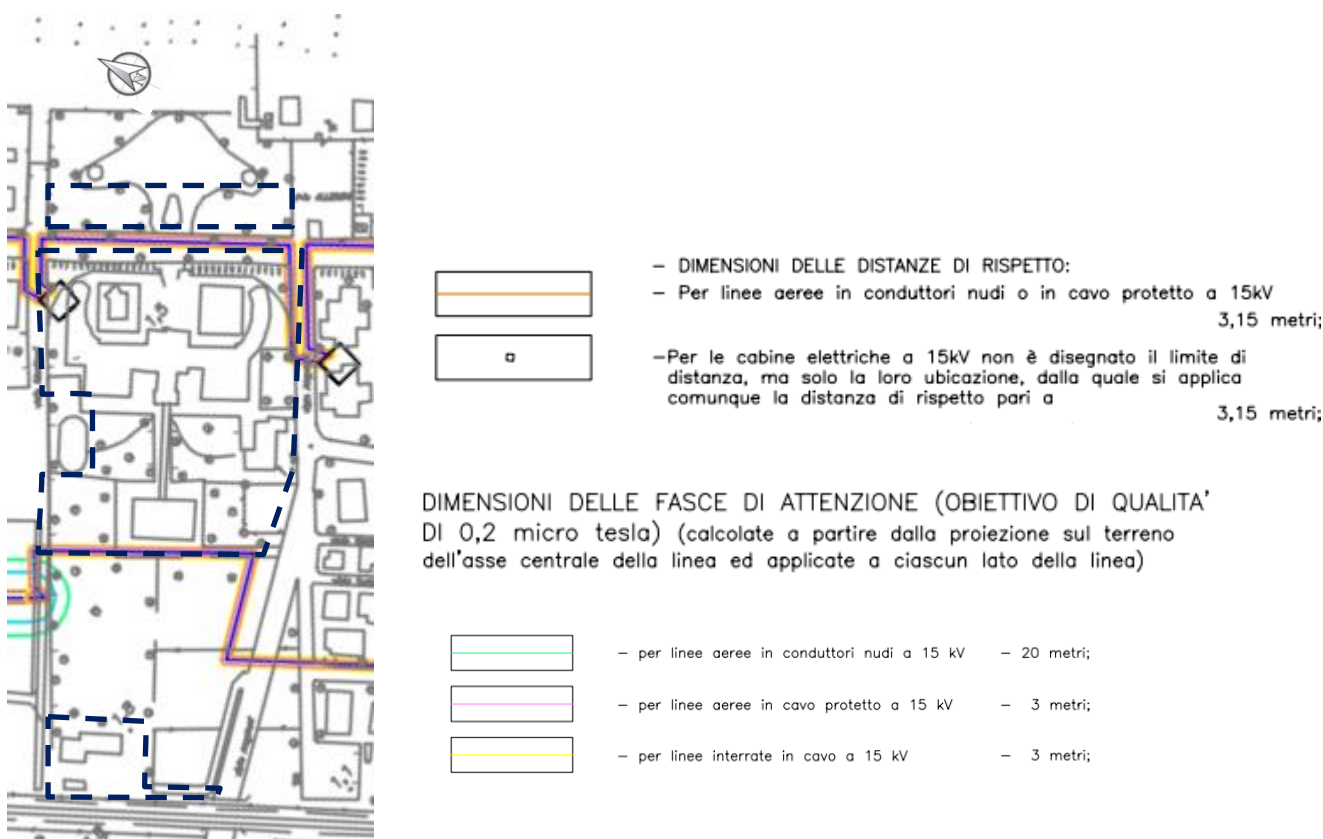 – DIMENSIONI DELLE DISTANZE DI RISPETTO:
– Per linee aeree in conduttori nudi o in cavo protetto a 15kV
3,15 metri;
–Per le cabine elettriche a 15kV non è disegnato il limite di
distanza, ma solo la loro ubicazione, dalla quale si applica
comunque la distanza di rispetto pari a
3,15 metri;
DIMENSIONI DELLE FASCE DI ATTENZIONE (OBIETTIVO DI QUALITA'
DI 0,2 micro tesla) (calcolate a partire dalla proiezione sul terreno
dell'asse centrale della linea ed applicate a ciascun lato della linea)
– per linee aeree in conduttori nudi a 15 kV – 20 metri;
– per linee aeree in cavo protetto a 15 kV – 3 metri;
– per linee interrate in cavo a 15 kV – 3 metri;